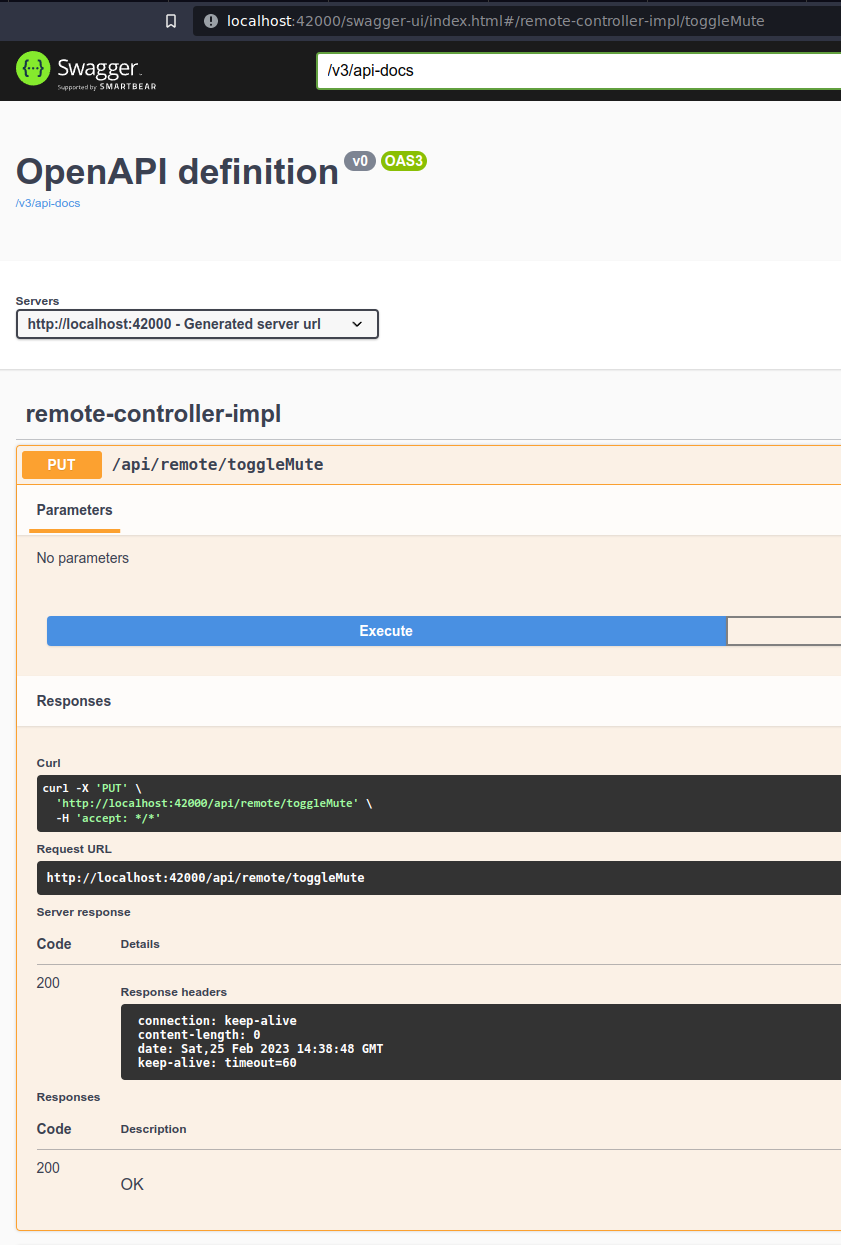 localhost:42000/swagger-ui/index.html#/remote-controller-impl/toggleMute
Swagger.
Supported by SMARTBEAR
/v3/api-docs
OpenAPI definition v0 OAS3
/v3/api-docs
Servers
http://localhost:42000 - Generated server url
remote-controller-impl
PUT /api/remote/toggleMute
Parameters
No parameters
Execute
Responses
Curl
curl -X 'PUT' \
'http://localhost:42000/api/remote/toggleMute' \
-H 'accept: */*'
Request URL
http://localhost:42000/api/remote/toggleMute
Server response
Code Details
200
Response headers
connection: keep-alive
content-length: 0
date: Sat,25 Feb 2023 14:38:48 GMT
keep-alive: timeout=60
Responses
Code Description
200
OK